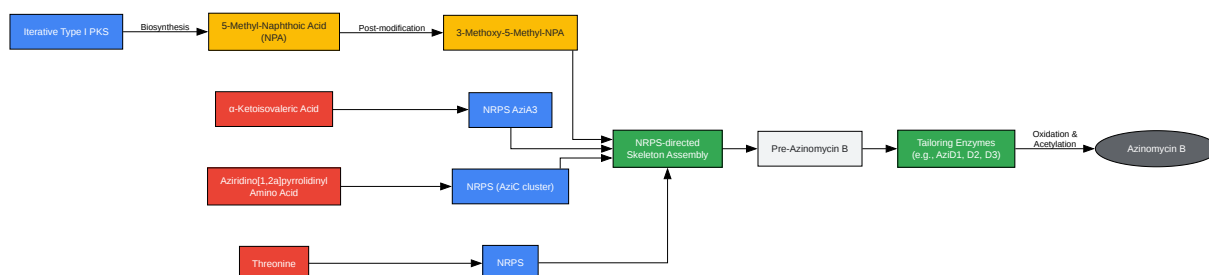 Iterative Type I PKS
Biosynthesis
5-Methyl-Naphthoic Acid
(NPA)
Post-modification
3-Methoxy-5-Methyl-NPA
α-Ketoisovaleric Acid
NRPS AziA3
NRPS-directed
Skeleton Assembly
Pre-Azinomycin B
Tailoring Enzymes
(e.g., AziD1, D2, D3)
Oxidation &
Acetylation
Azinomycin B
Aziridino[1,2a]pyrrolidinyl
Amino Acid
NRPS (AziC cluster)
Threonine
NRPS